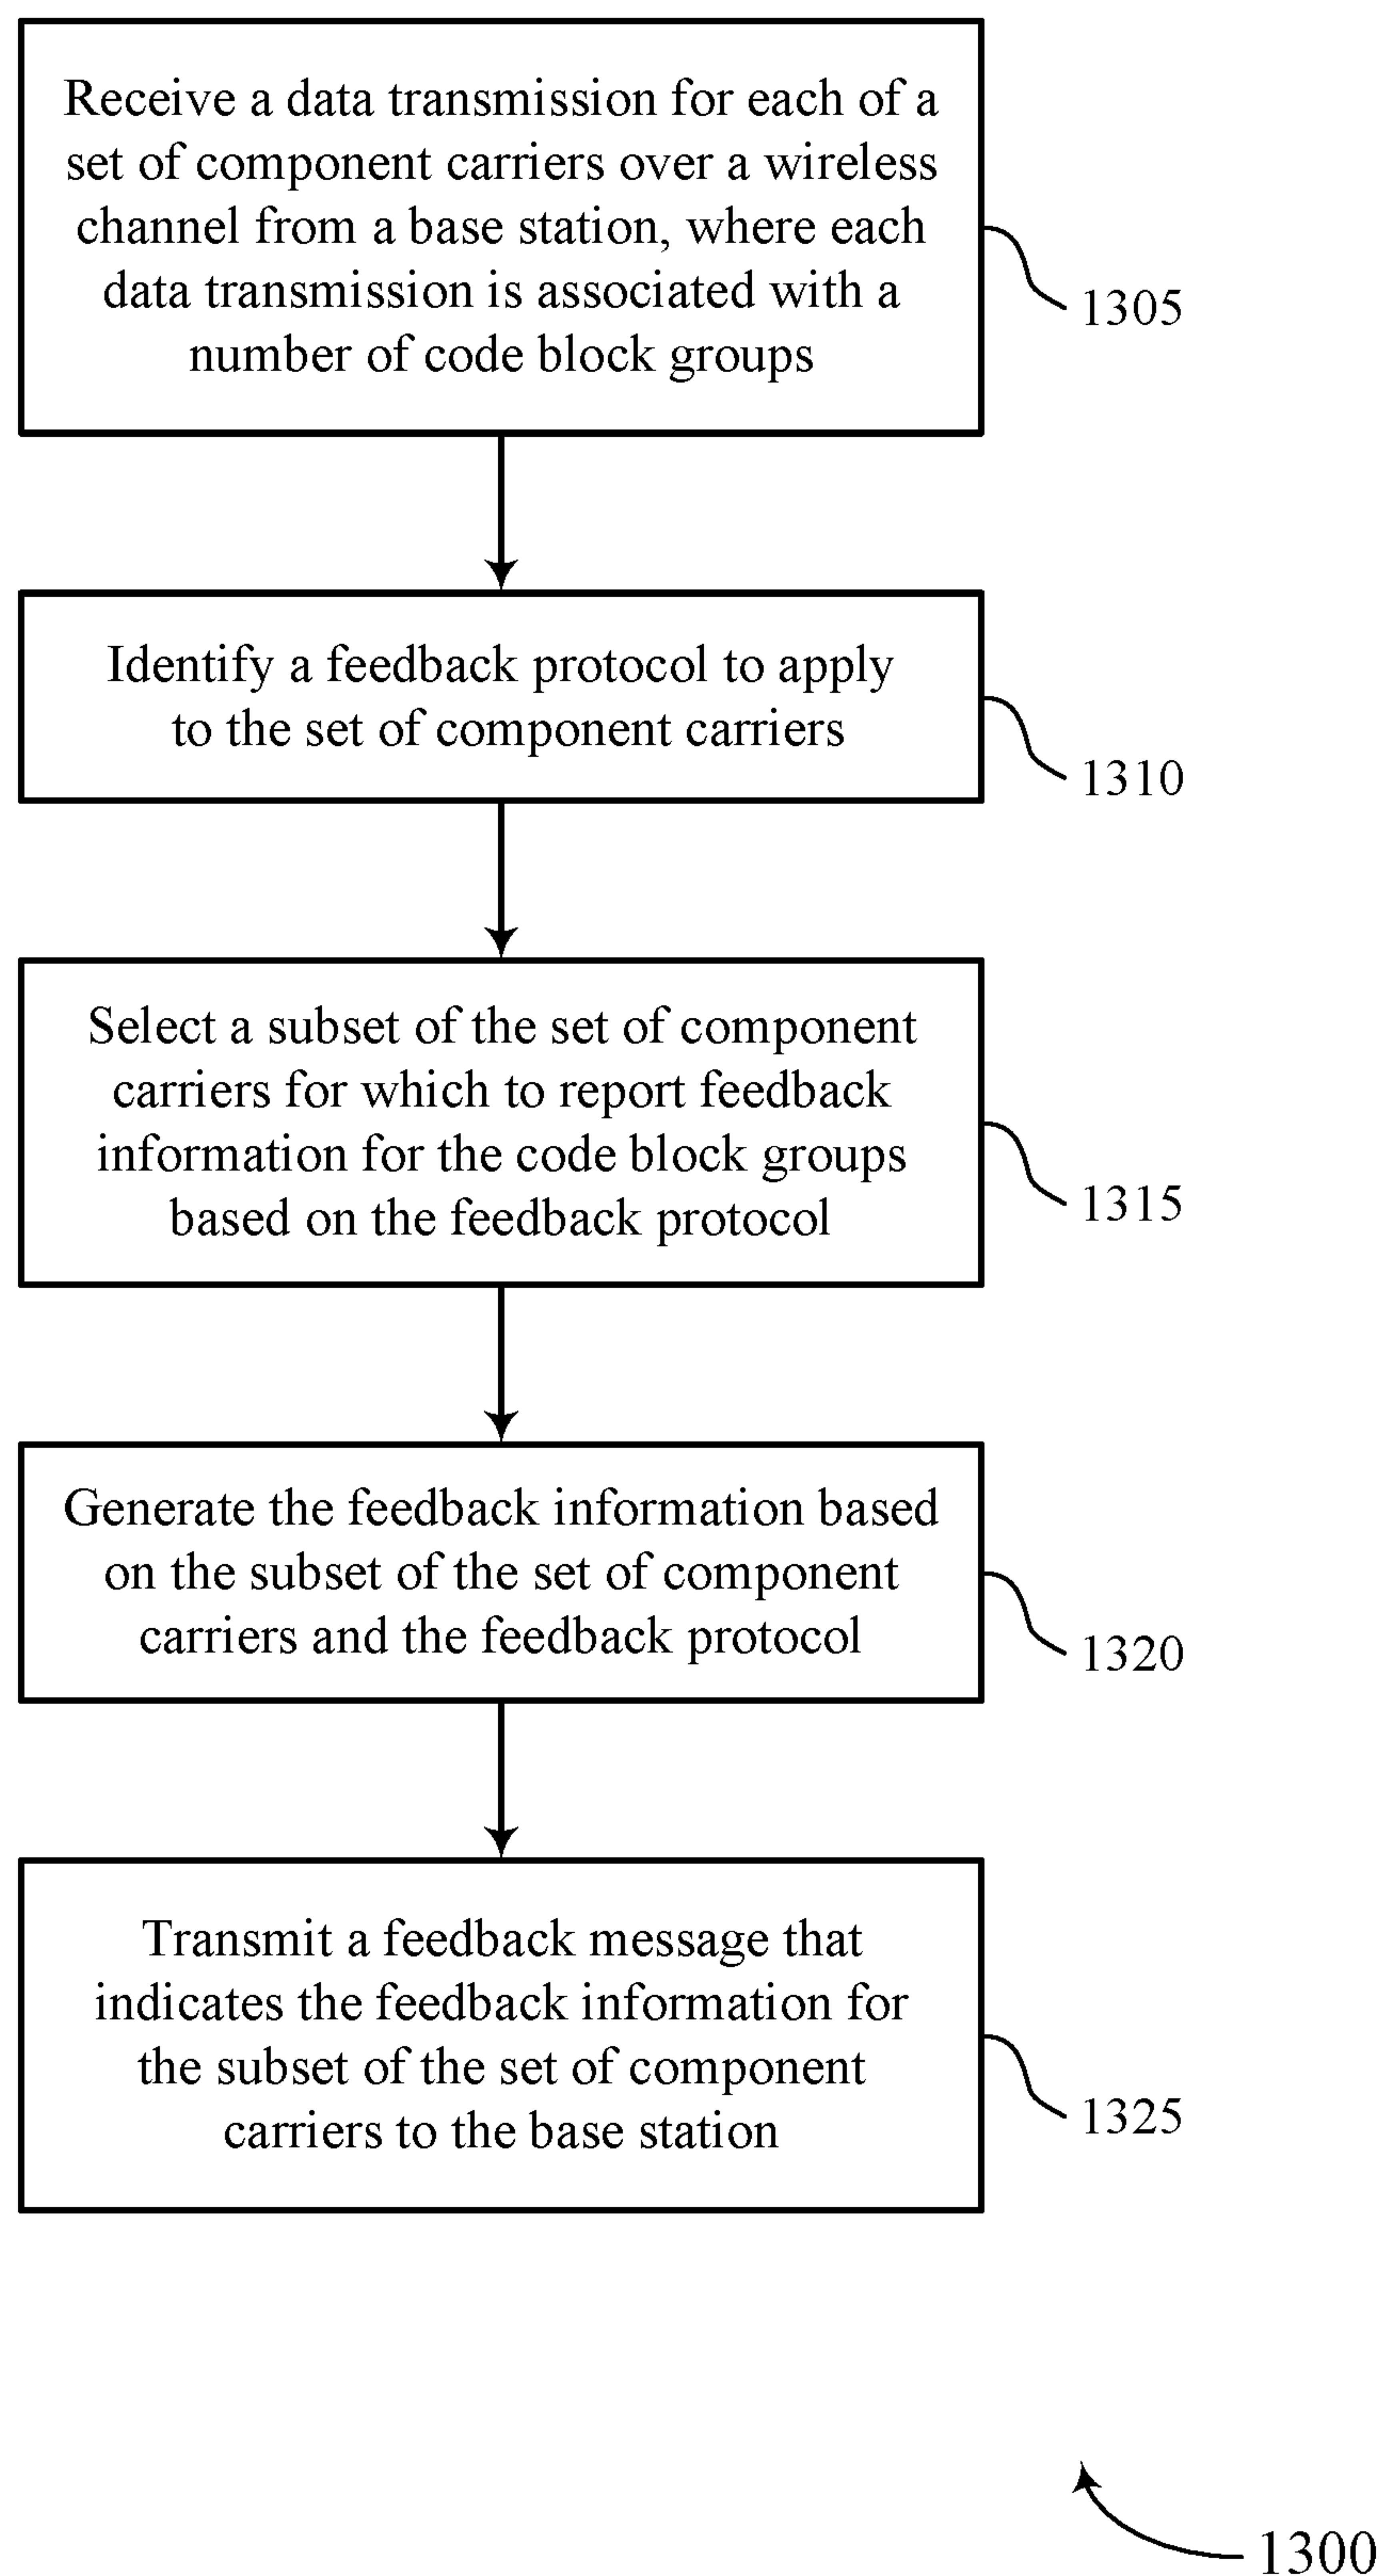 Receive a data transmission for each of a
set of component carriers over a wireless
channel from a base station, where each
data transmission is associated with a
number of code block groups
1305
Identify a feedback protocol to apply
to the set of component carriers
1310
Select a subset of the set of component
carriers for which to report feedback
information for the code block groups
based on the feedback protocol
1315
Generate the feedback information based
on the subset of the set of component
carriers and the feedback protocol
1320
Transmit a feedback message that
indicates the feedback information for
the subset of the set of component
carriers to the base station
1325
1300